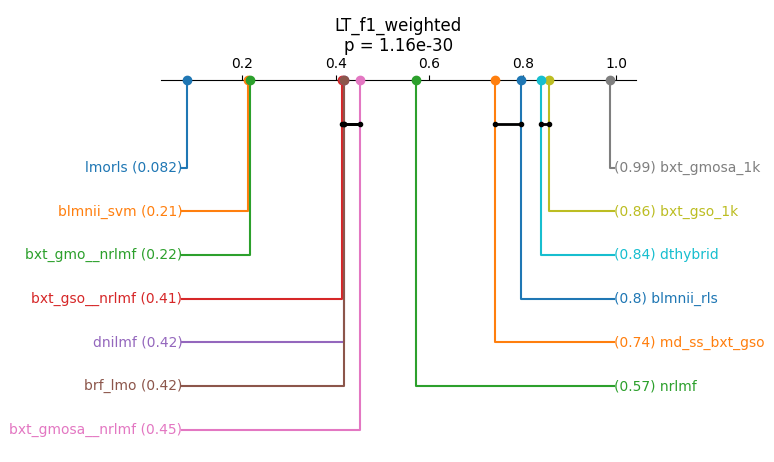 LT_f1_weighted
p = 1.16e-30
0.2 0.4 0.6 0.8 1.0
lmorls (0.082)
(0.99) bxt_gmosa_1k
blmnii_svm (0.21)
(0.86) bxt_gso_1k
bxt_gmo__nrlmf (0.22)
(0.84) dthybrid
bxt_gso__nrlmf (0.41)
(0.8) blmnii_rls
dnilmf (0.42)
(0.74) md_ss_bxt_gso
brf_lmo (0.42)
(0.57) nrlmf
bxt_gmosa__nrlmf (0.45)